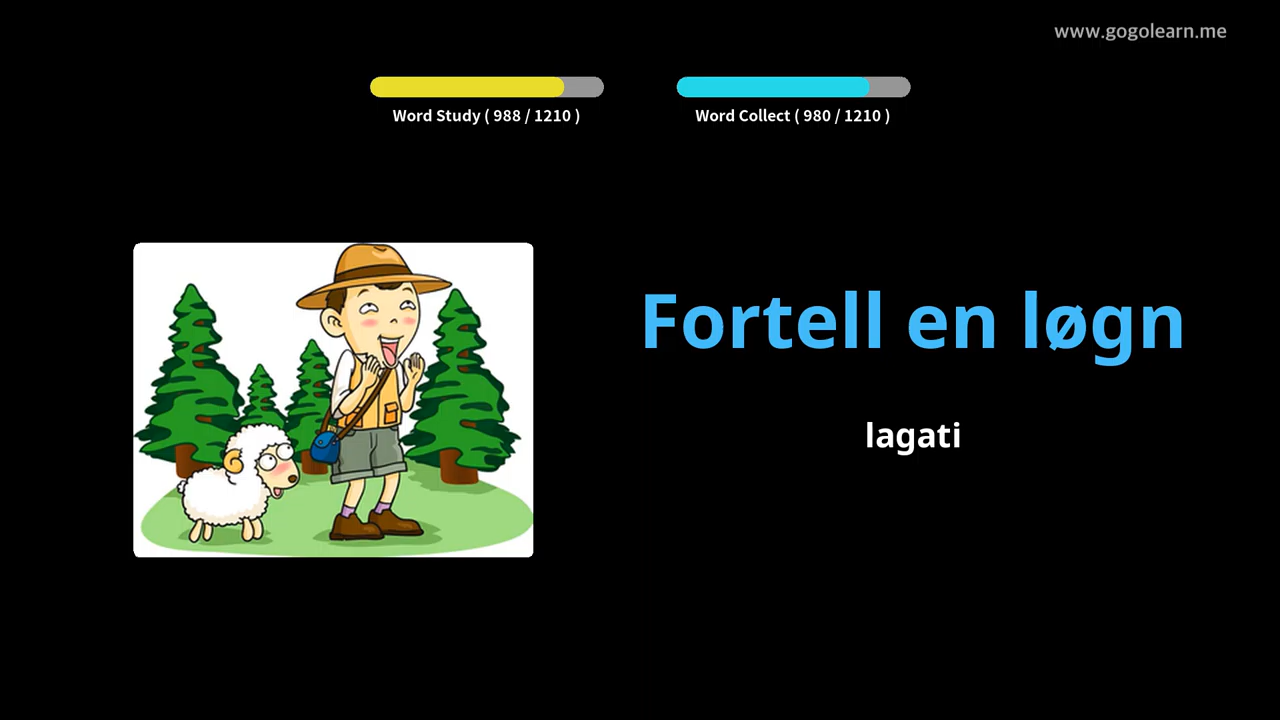 www.gogolearn.me
Word Study ( 988 / 1210 )
Word Collect ( 980 / 1210 )
Fortell en løgn
lagati